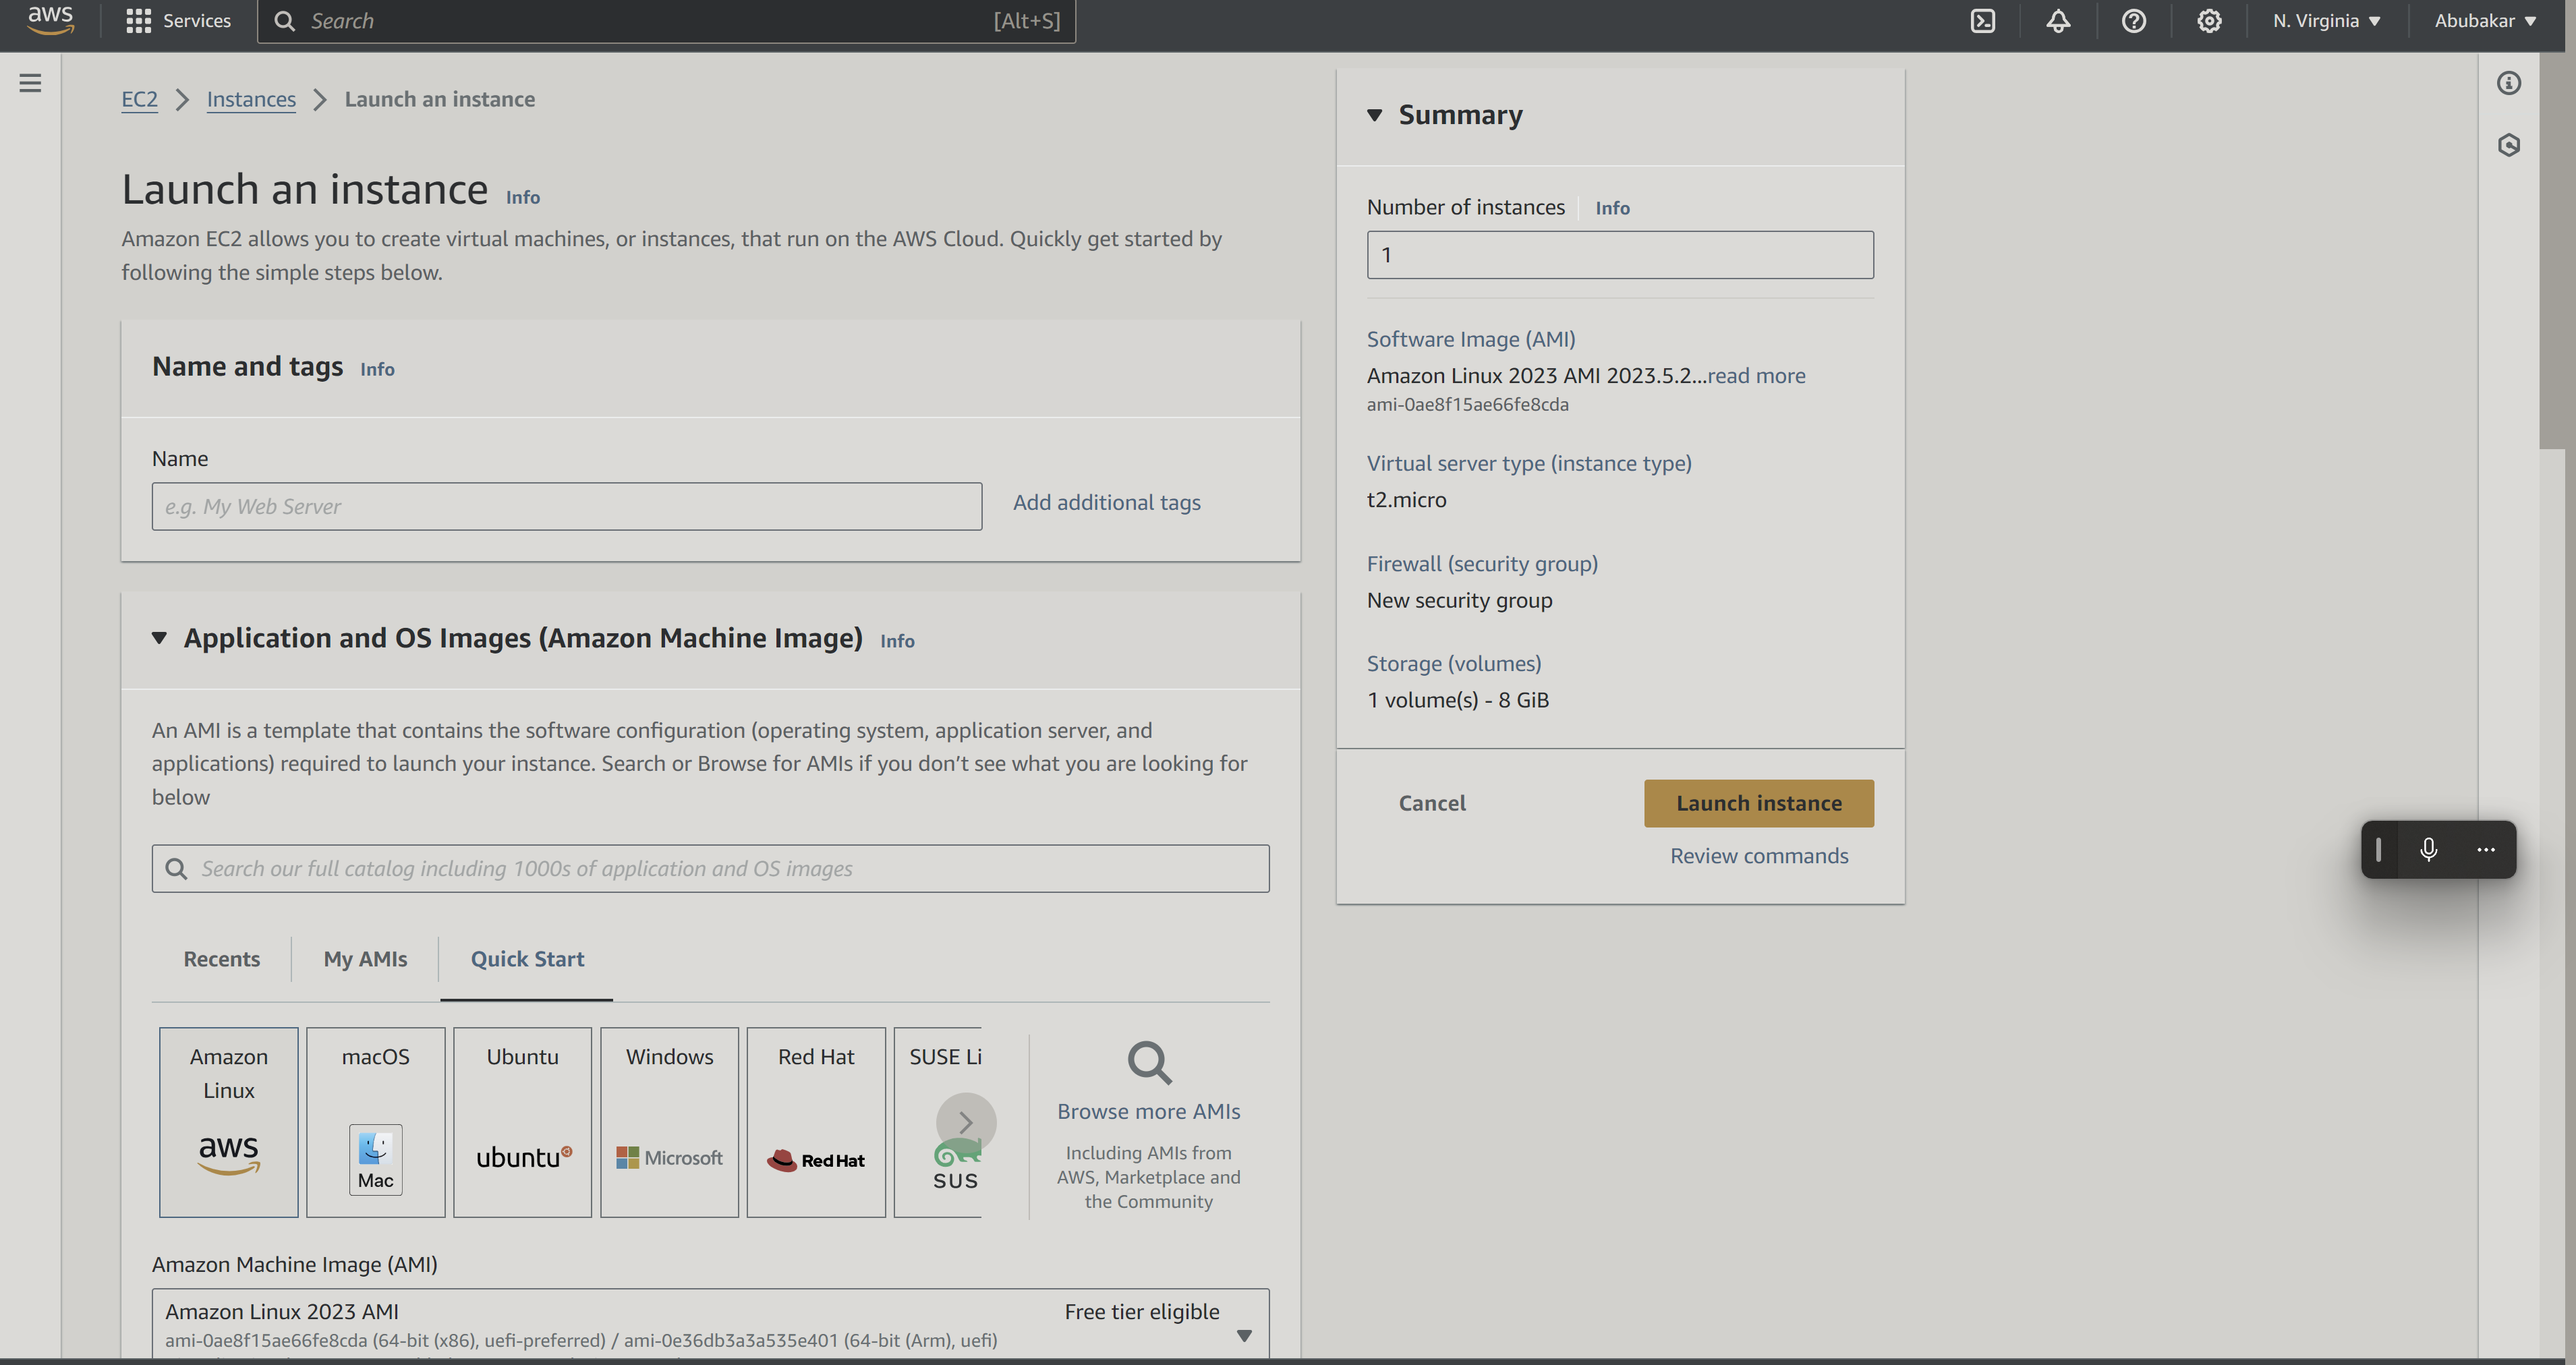 aws
Services
Search
[Alt+S]
N. Virginia
Abubakar
EC2
Instances
Launch an instance
Launch an instance
Info
Amazon EC2 allows you to create virtual machines, or instances, that run on the AWS Cloud. Quickly get started by
following the simple steps below.
Name and tags
Info
Name
e.g. My Web Server
Add additional tags
Application and OS Images (Amazon Machine Image)
Info
An AMI is a template that contains the software configuration (operating system, application server, and
applications) required to launch your instance. Search or Browse for AMIs if you don’t see what you are looking for
below
Search our full catalog including 1000s of application and OS images
Recents
My AMIs
Quick Start
Amazon
Linux
aws
macOS
Mac
Ubuntu
ubuntu
Windows
Microsoft
Red Hat
Red Hat
SUSE Li
SUS
Browse more AMIs
Including AMIs from
AWS, Marketplace and
the Community
Amazon Machine Image (AMI)
Amazon Linux 2023 AMI
Free tier eligible
ami-0ae8f15ae66fe8cda (64-bit (x86), uefi-preferred) / ami-0e36db3a3a535e401 (64-bit (Arm), uefi)
Summary
Number of instances
Info
1
Software Image (AMI)
Amazon Linux 2023 AMI 2023.5.2...read more
ami-0ae8f15ae66fe8cda
Virtual server type (instance type)
t2.micro
Firewall (security group)
New security group
Storage (volumes)
1 volume(s) - 8 GiB
Cancel
Launch instance
Review commands